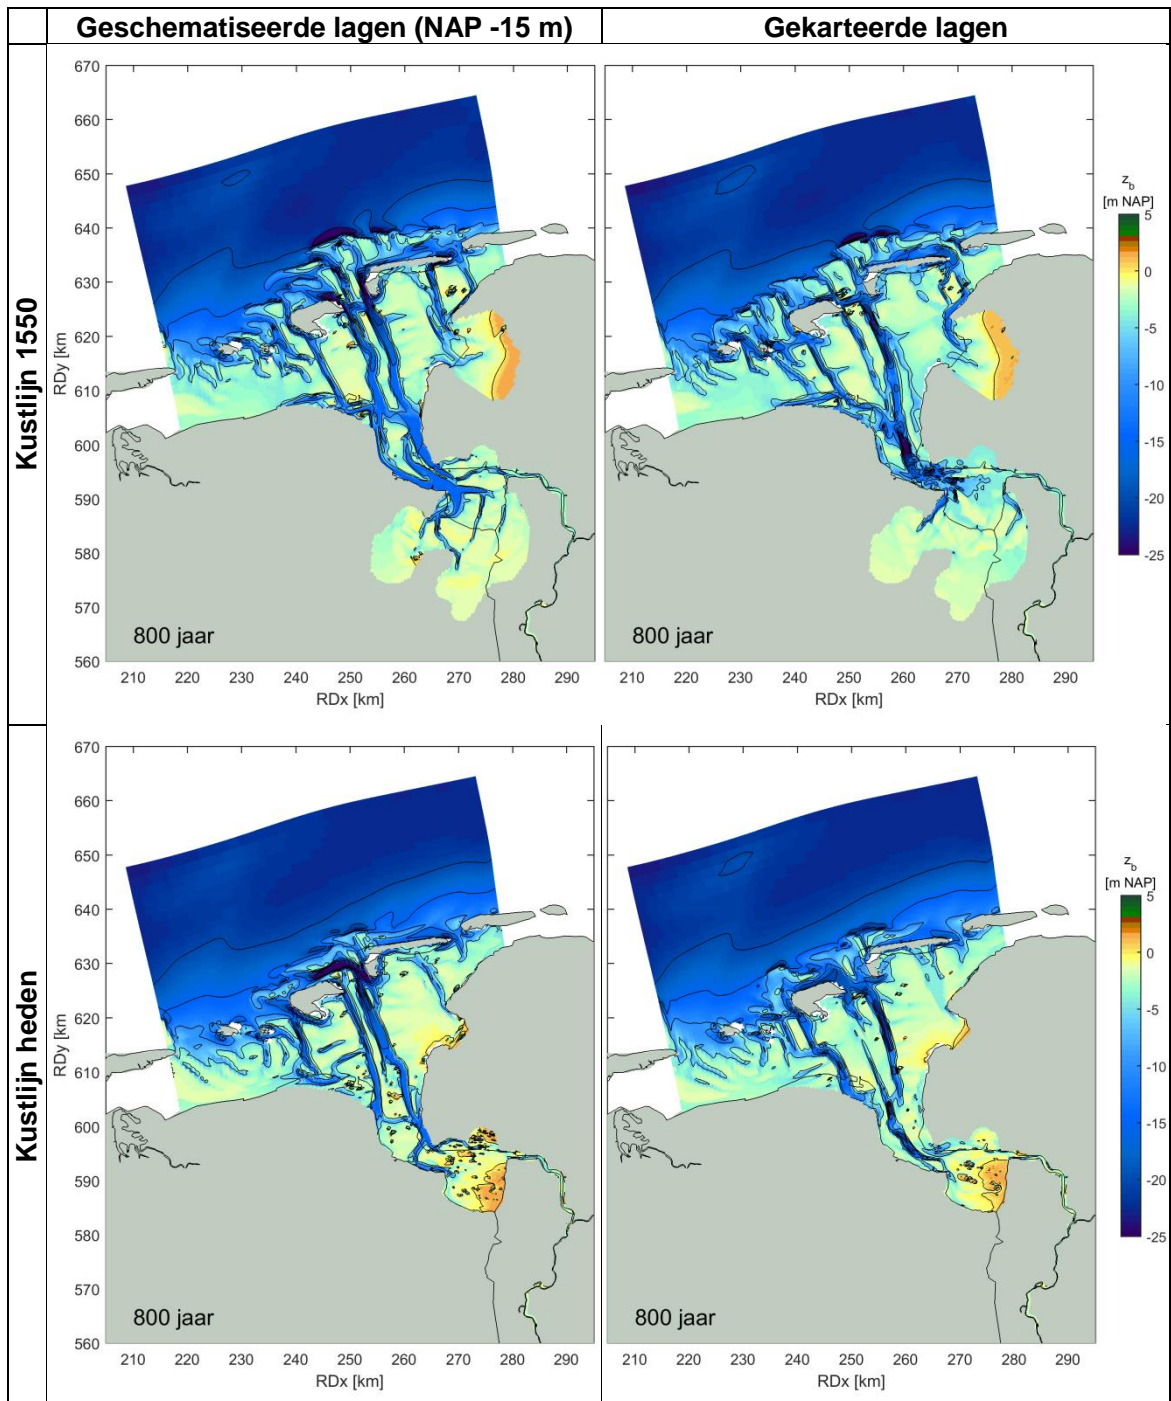 Geschematiseerde lagen (NAP -15 m)
Gekarteerde lagen
Kustlijn 1550
670
660
650
640
630
620
610
600
590
580
570
560
RDy [km]
800 jaar
210 220 230 240 250 260 270 280 290
RDx [km]
800 jaar
210 220 230 240 250 260 270 280 290
RDx [km]
z_b
[m NAP]
5
0
-5
-10
-15
-20
-25
Kustlijn heden
670
660
650
640
630
620
610
600
590
580
570
560
RDy [km]
800 jaar
210 220 230 240 250 260 270 280 290
RDx [km]
800 jaar
210 220 230 240 250 260 270 280 290
RDx [km]
z_b
[m NAP]
5
0
-5
-10
-15
-20
-25